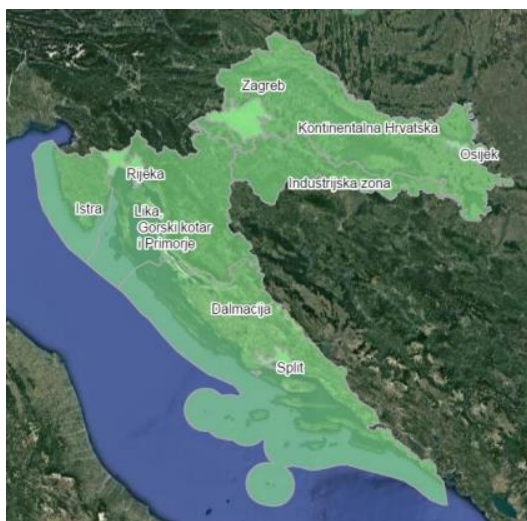 Zagreb
Kontinentalna Hrvatska
Osijek
Rijeka
Industrijska zona
Istra
Lika,
Gorski kotar
i Primorje
Dalmacija
Split